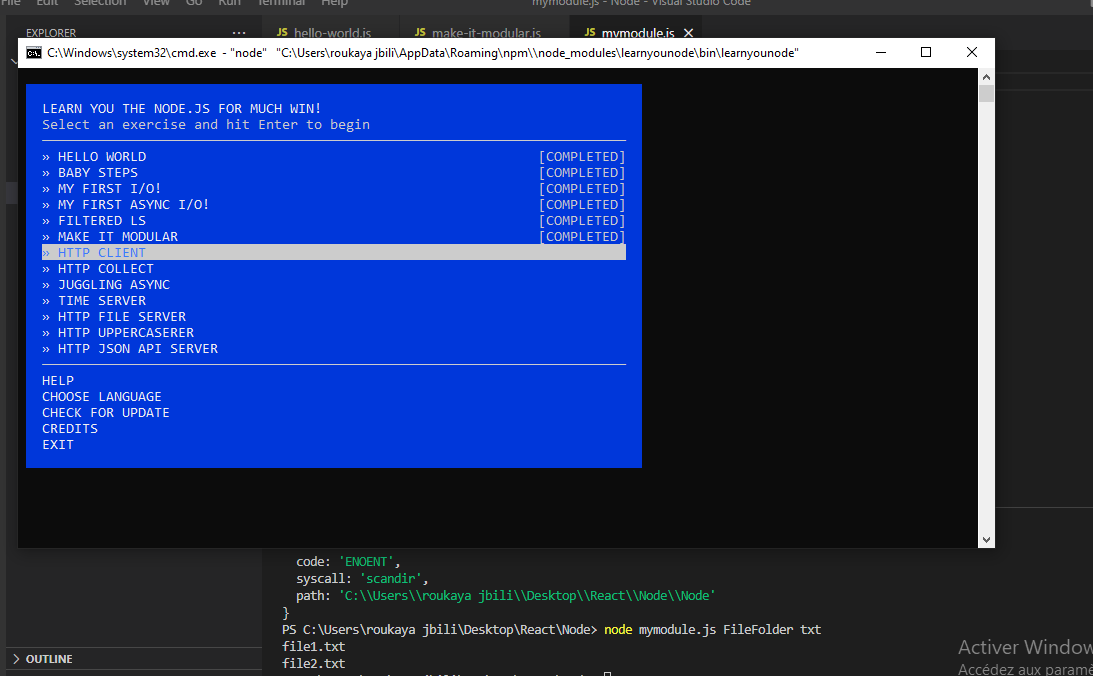 File Edit Selection View Go Run Terminal Help mymodule.js - Node - Visual Studio Code
EXPLORER ... JS hello-world.js JS make-it-modular.js JS mymodule.js
C:\Windows\system32\cmd.exe - "node" "C:\Users\roukaya jbili\AppData\Roaming\npm\\node_modules\learnyounode\bin\learnyounode"
LEARN YOU THE NODE.JS FOR MUCH WIN!
Select an exercise and hit Enter to begin
» HELLO WORLD [COMPLETED]
» BABY STEPS [COMPLETED]
» MY FIRST I/O! [COMPLETED]
» MY FIRST ASYNC I/O! [COMPLETED]
» FILTERED LS [COMPLETED]
» MAKE IT MODULAR [COMPLETED]
» HTTP CLIENT
» HTTP COLLECT
» JUGGLING ASYNC
» TIME SERVER
» HTTP FILE SERVER
» HTTP UPPERCASERER
» HTTP JSON API SERVER
HELP
CHOOSE LANGUAGE
CHECK FOR UPDATE
CREDITS
EXIT
code: 'ENOENT',
syscall: 'scandir',
path: 'C:\\Users\\roukaya jbili\\Desktop\\React\\Node\\Node'
}
PS C:\Users\roukaya jbili\Desktop\React\Node> node mymodule.js FileFolder txt
file1.txt
file2.txt
OUTLINE
Activer Window
Accédez aux paramè